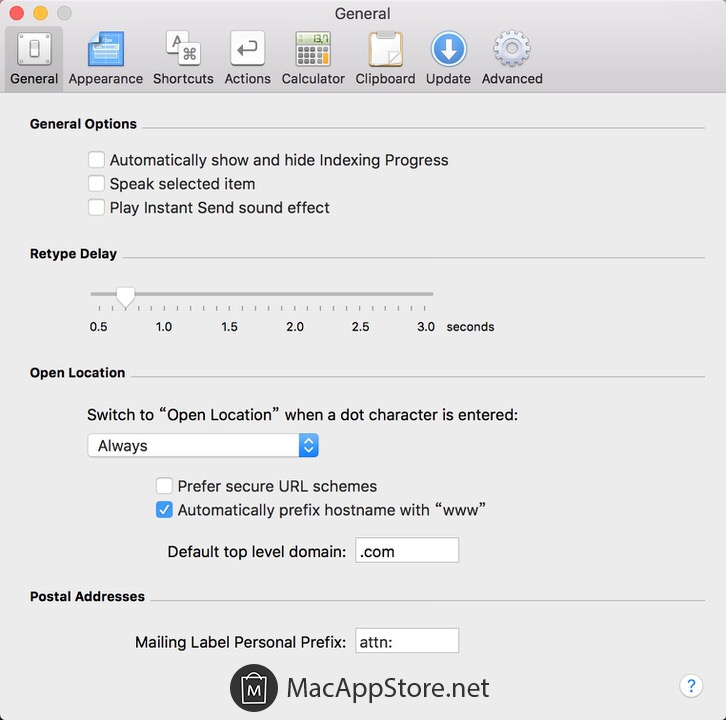 General
General Appearance Shortcuts Actions Calculator Clipboard Update Advanced
General Options
Automatically show and hide Indexing Progress
Speak selected item
Play Instant Send sound effect
Retype Delay
0.5 1.0 1.5 2.0 2.5 3.0 seconds
Open Location
Switch to “Open Location” when a dot character is entered:
Always
Prefer secure URL schemes
Automatically prefix hostname with “www”
Default top level domain: .com
Postal Addresses
Mailing Label Personal Prefix: attn:
MacAppStore.net
?